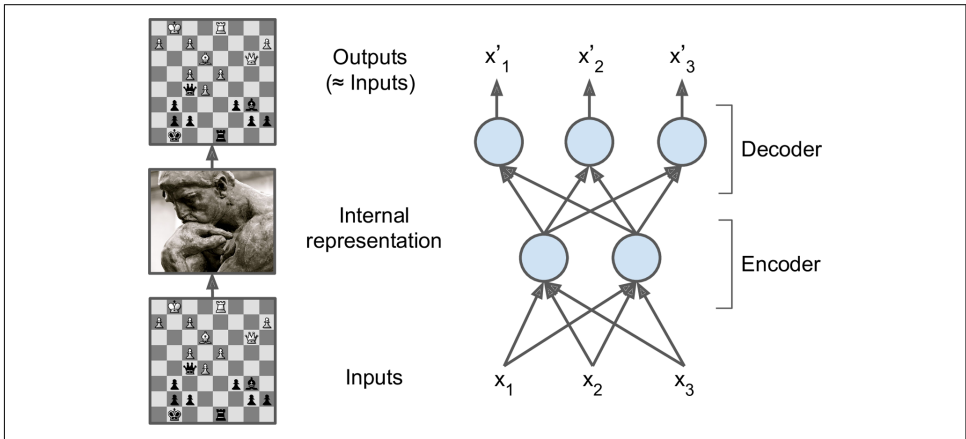 Outputs
(≈ Inputs)
x'1 x'2 x'3
Decoder
Internal
representation
Encoder
Inputs
x1 x2 x3